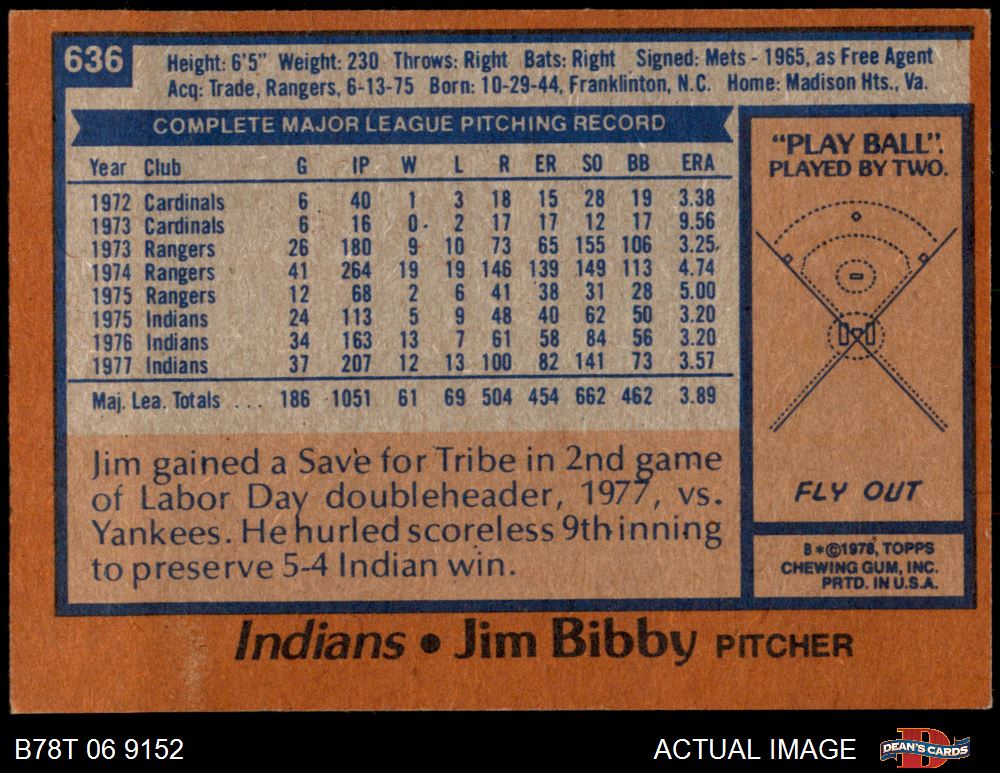 636
Height: 6'5" Weight: 230 Throws: Right Bats: Right Signed: Mets - 1965, as Free Agent
Acq: Trade, Rangers, 6-13-75 Born: 10-29-44, Franklinton, N.C. Home: Madison Hts., Va.
COMPLETE MAJOR LEAGUE PITCHING RECORD
Year Club G IP W L R ER SO BB ERA
1972 Cardinals 6 40 1 3 18 15 28 19 3.38
1973 Cardinals 6 16 0 2 17 17 12 17 9.56
1973 Rangers 26 180 9 10 73 65 155 106 3.25
1974 Rangers 41 264 19 19 146 139 149 113 4.74
1975 Rangers 12 68 2 6 41 38 31 28 5.00
1975 Indians 24 113 5 9 48 40 62 50 3.20
1976 Indians 34 163 13 7 61 58 84 56 3.20
1977 Indians 37 207 12 13 100 82 141 73 3.57
Maj. Lea. Totals ... 186 1051 61 69 504 454 662 462 3.89
Jim gained a Save for Tribe in 2nd game
of Labor Day doubleheader, 1977, vs.
Yankees. He hurled scoreless 9th inning
to preserve 5-4 Indian win.
"PLAY BALL".
PLAYED BY TWO.
FLY OUT
B*©1978, TOPPS
CHEWING GUM, INC.
PRTD. IN U.S.A.
Indians • Jim Bibby PITCHER
B78T 06 9152
ACTUAL IMAGE
DEAN'S CARDS